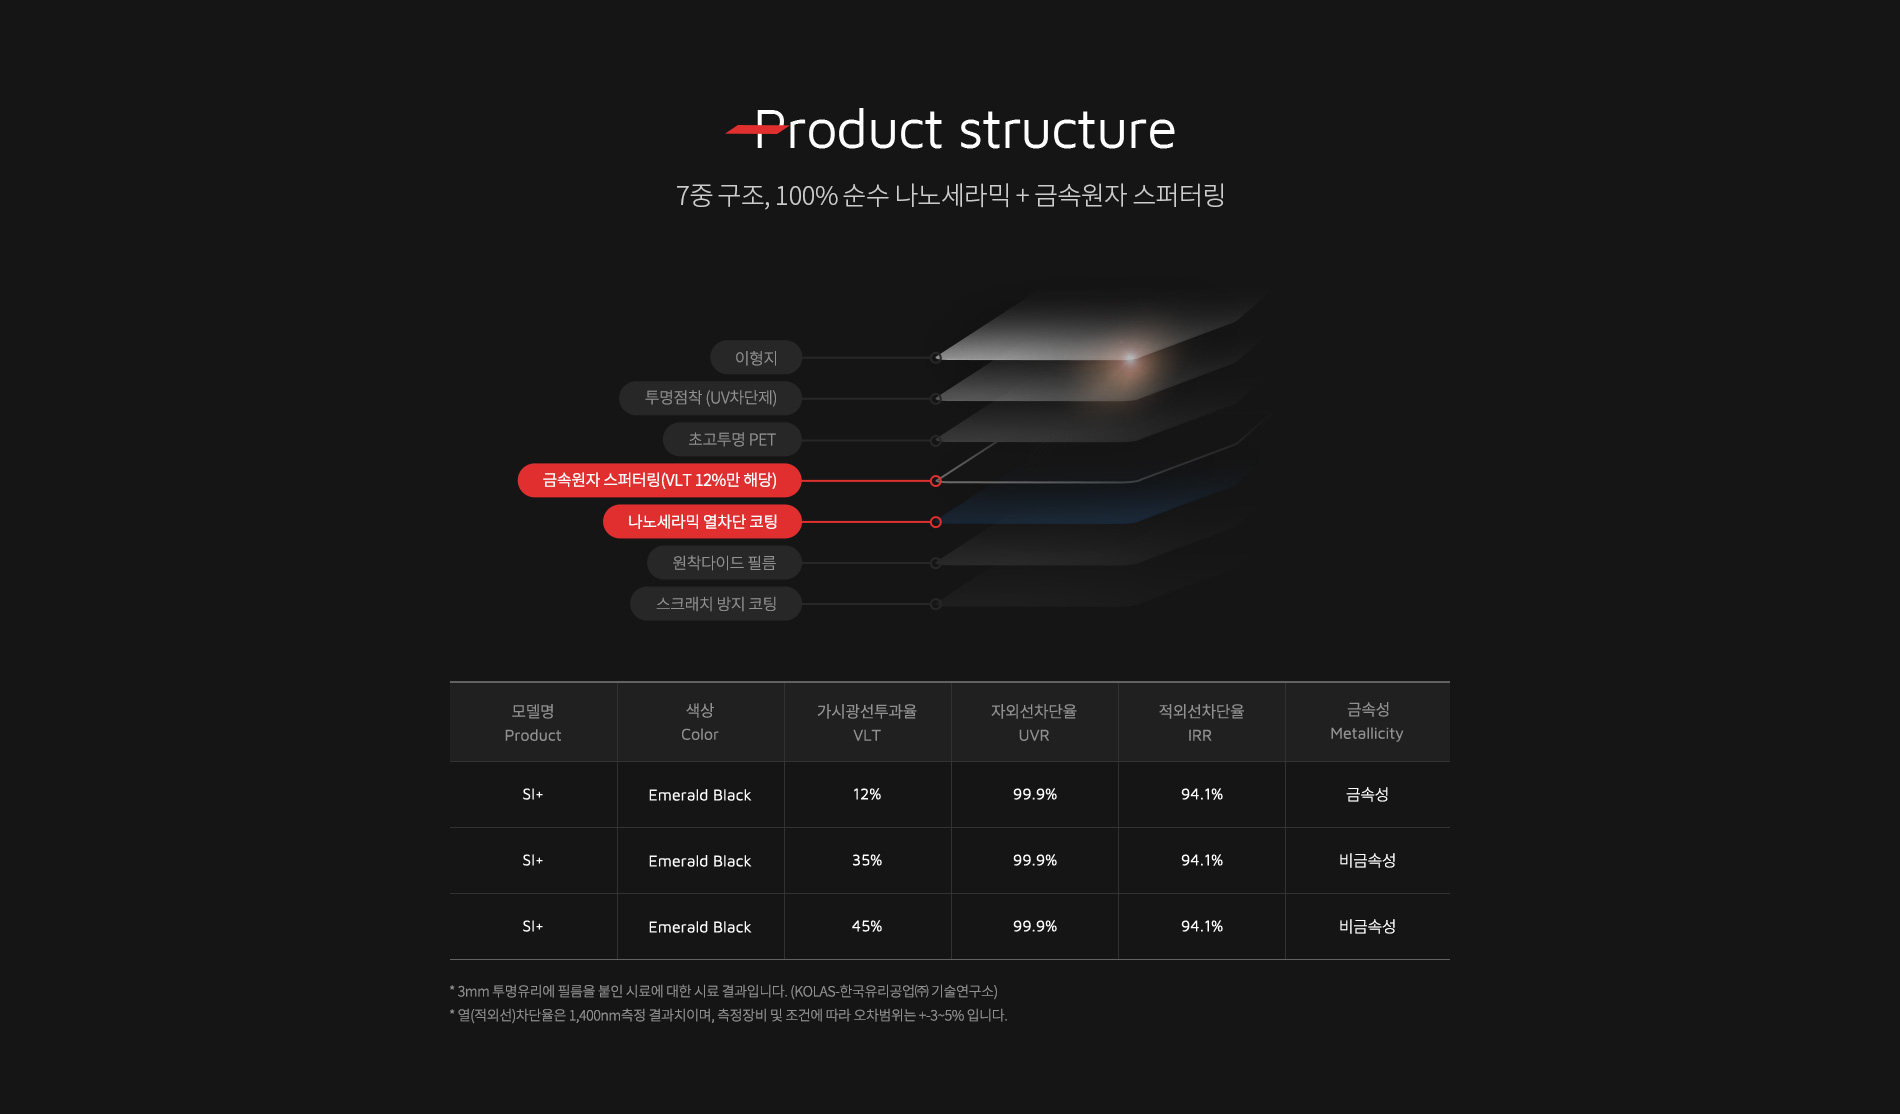 Product structure
7중 구조, 100% 순수 나노세라믹 + 금속원자 스퍼터링
이형지
투명점착 (UV차단제)
초고투명 PET
금속원자 스퍼터링(VLT 12%만 해당)
나노세라믹 열차단 코팅
원착다이드 필름
스크래치 방지 코팅
모델명 색상 가시광선투과율 자외선차단율 적외선차단율 금속성
Product Color VLT UVR IRR Metallicity
SI+ Emerald Black 12% 99.9% 94.1% 금속성
SI+ Emerald Black 35% 99.9% 94.1% 비금속성
SI+ Emerald Black 45% 99.9% 94.1% 비금속성
* 3mm 투명유리에 필름을 붙인 시료에 대한 시료 결과입니다. (KOLAS-한국유리공업㈜ 기술연구소)
* 열(적외선)차단율은 1,400nm측정 결과치이며, 측정장비 및 조건에 따라 오차범위는 +-3~5% 입니다.